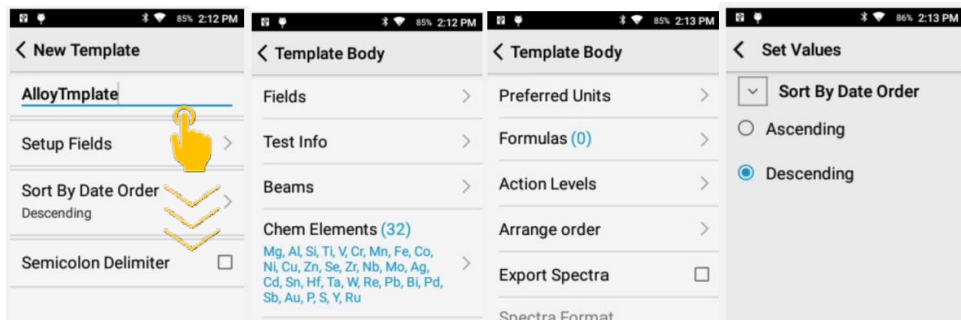 85% 2:12 PM
New Template
AlloyTmplate
Setup Fields
Sort By Date Order
Descending
Semicolon Delimiter
85% 2:12 PM
Template Body
Fields
Test Info
Beams
Chem Elements (32)
Mg, Al, Si, Ti, V, Cr, Mn, Fe, Co,
Ni, Cu, Zn, Se, Zr, Nb, Mo, Ag,
Cd, Sn, Hf, Ta, W, Re, Pb, Bi, Pd,
Sb, Au, P, S, Y, Ru
85% 2:13 PM
Template Body
Preferred Units
Formulas (0)
Action Levels
Arrange order
Export Spectra
Spectra Format
86% 2:13 PM
Set Values
Sort By Date Order
Ascending
Descending